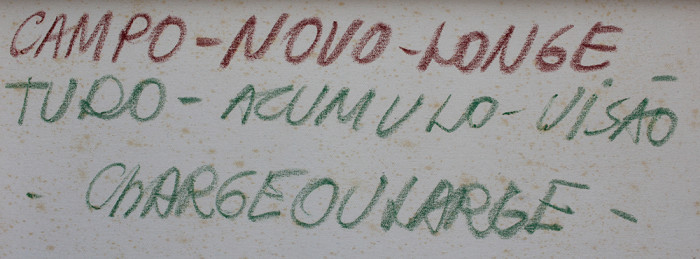 CAMPO - NOVO - LONGE
TUDO - ACUMULO - VISÃO
- ChARGEOULARGE -